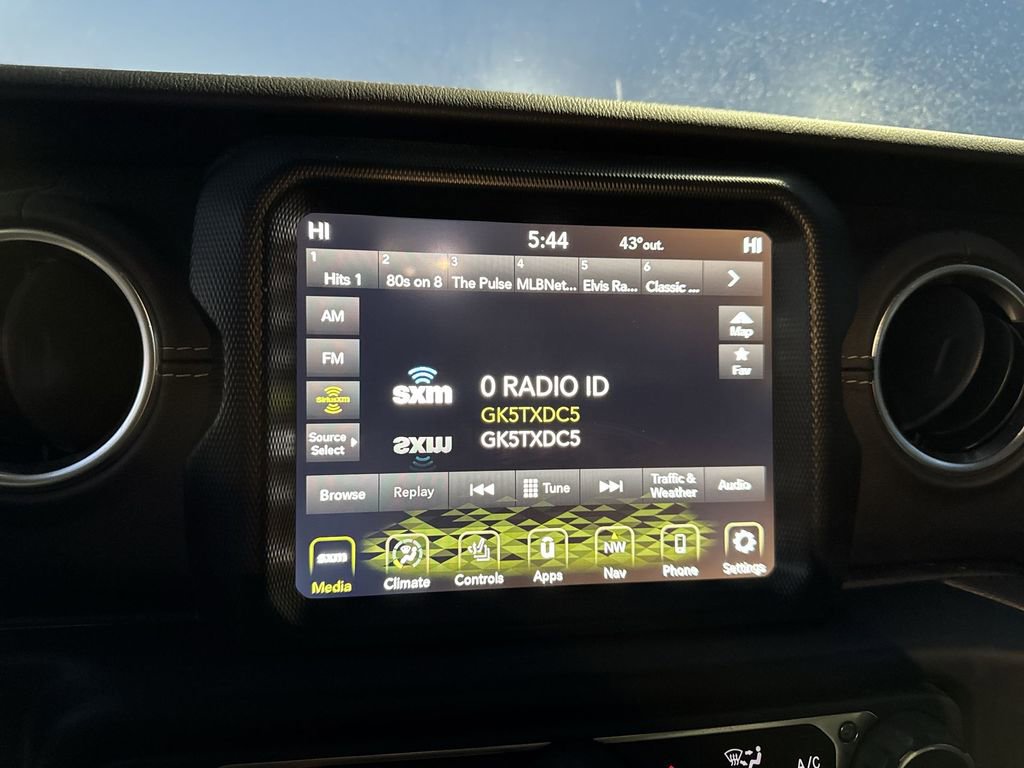 HI 5:44 43°out. HI
1 2 3 4 5 6
Hits 1 80s on 8 The Pulse MLBNet... Elvis Ra... Classic ...
AM
Map
FM
Fav
siriusxm
sxm
0 RADIO ID
GK5TXDC5
GK5TXDC5
Source
Select
Browse Replay Tune Traffic & Weather Audio
sxm NW
Media Climate Controls Apps Nav Phone Settings
A/C